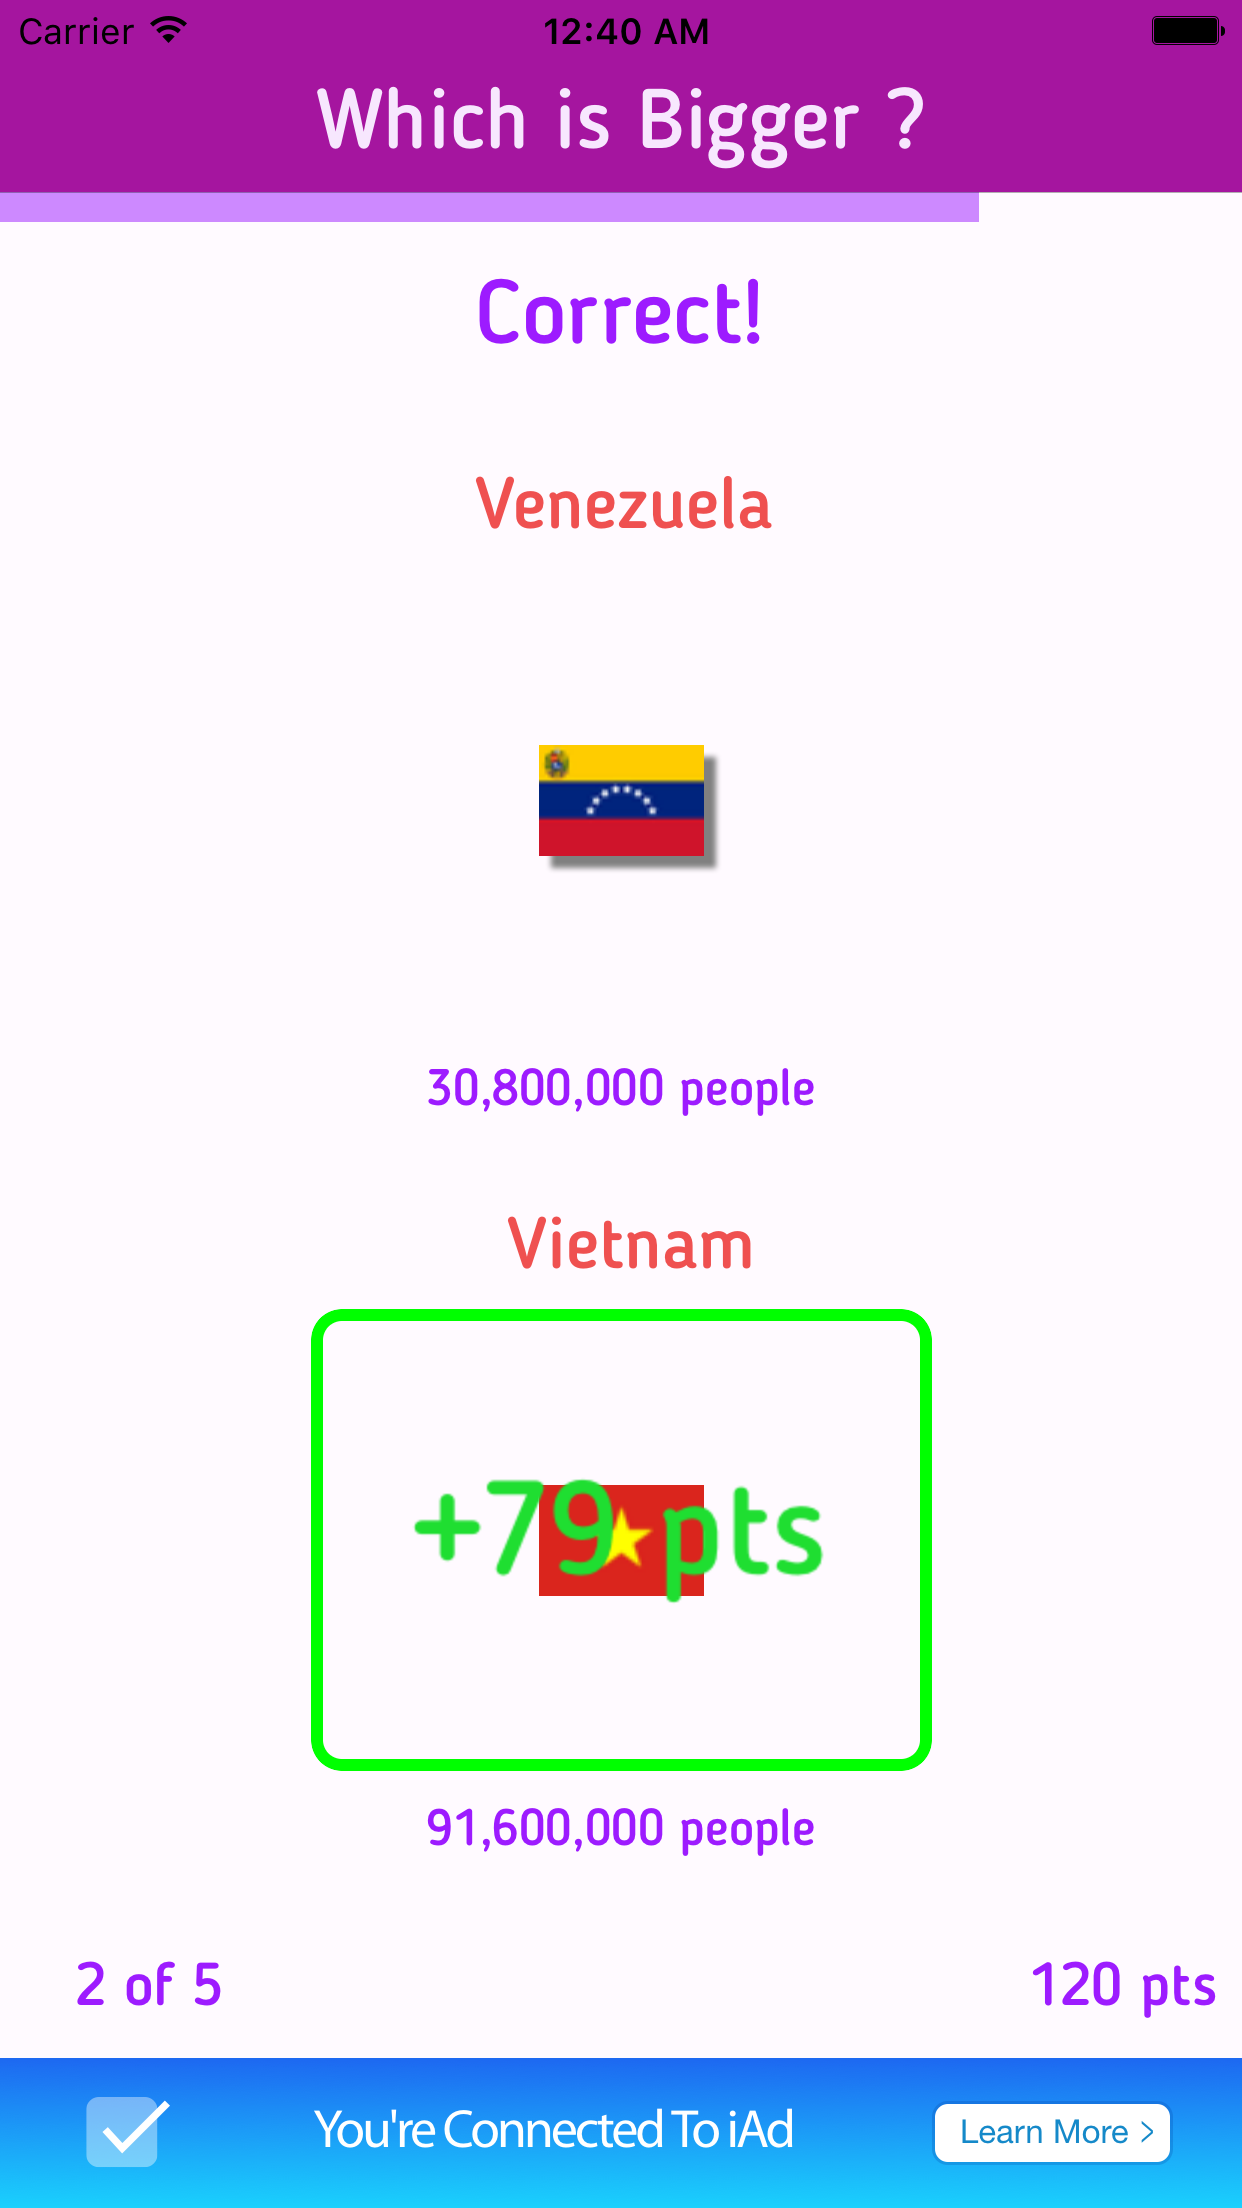 Carrier 12:40 AM
Which is Bigger ?
Correct!
Venezuela
30,800,000 people
Vietnam
+79 pts
91,600,000 people
2 of 5 120 pts
You're Connected To iAd Learn More >